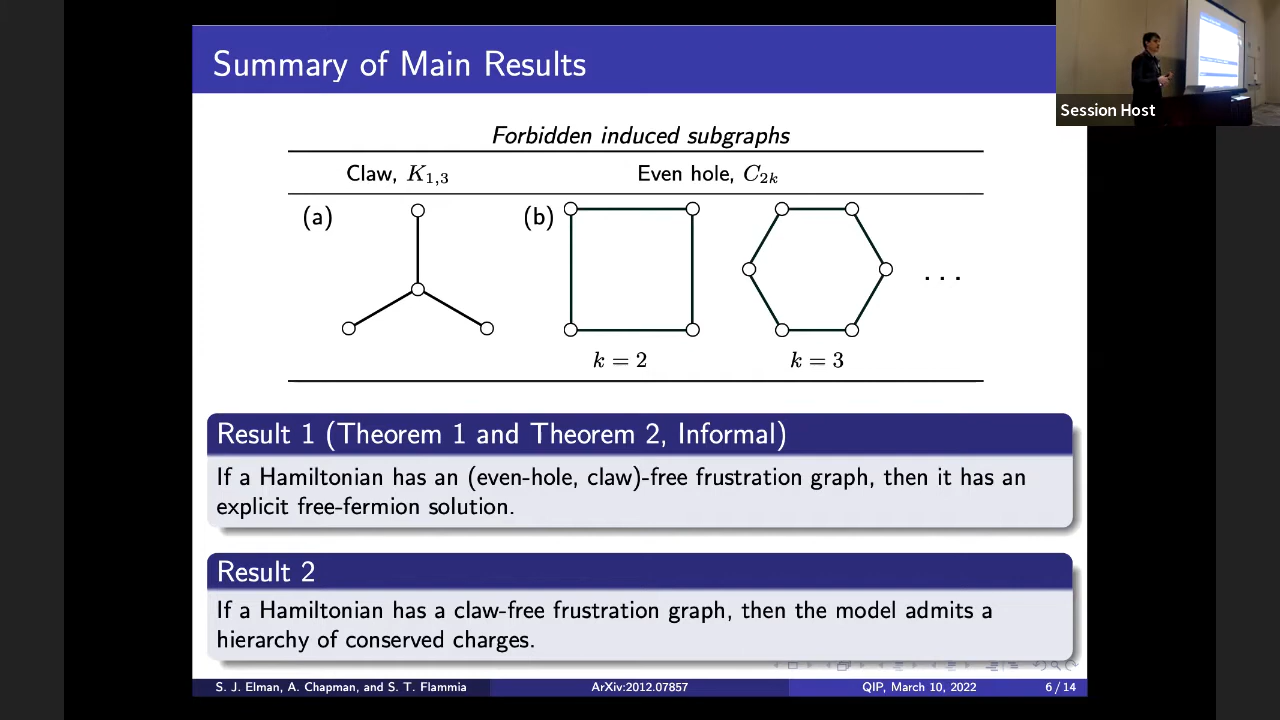 Summary of Main Results
Session Host
Forbidden induced subgraphs
Claw, K₁,₃
Even hole, C₂ₖ
(a)
(b)
. . .
k = 2
k = 3
Result 1 (Theorem 1 and Theorem 2, Informal)
If a Hamiltonian has an (even-hole, claw)-free frustration graph, then it has an
explicit free-fermion solution.
Result 2
If a Hamiltonian has a claw-free frustration graph, then the model admits a
hierarchy of conserved charges.
S. J. Elman, A. Chapman, and S. T. Flammia
ArXiv:2012.07857
QIP, March 10, 2022
6 / 14